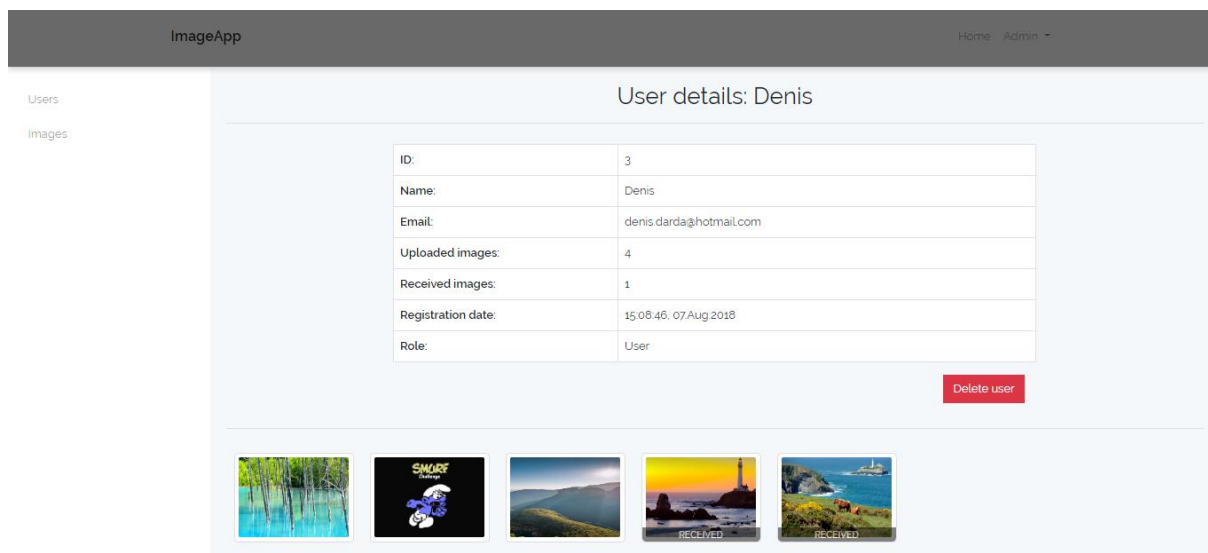 ImageApp Home Admin
Users
Images
User details: Denis
ID: 3
Name: Denis
Email: denis.darda@hotmail.com
Uploaded images: 4
Received images: 1
Registration date: 15:08:46, 07.Aug.2018
Role: User
Delete user
SMURF
Challenge
RECEIVED RECEIVED